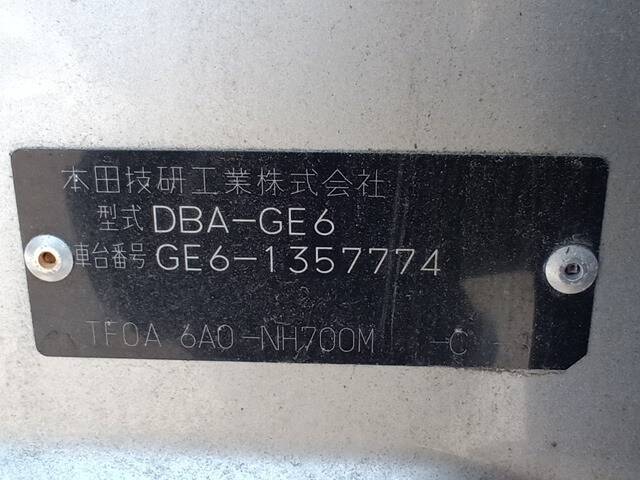 本田技研工業株式会社
型式 DBA-GE6
車台番号 GE6-1357774
TF0A 6A0-NH700M -C